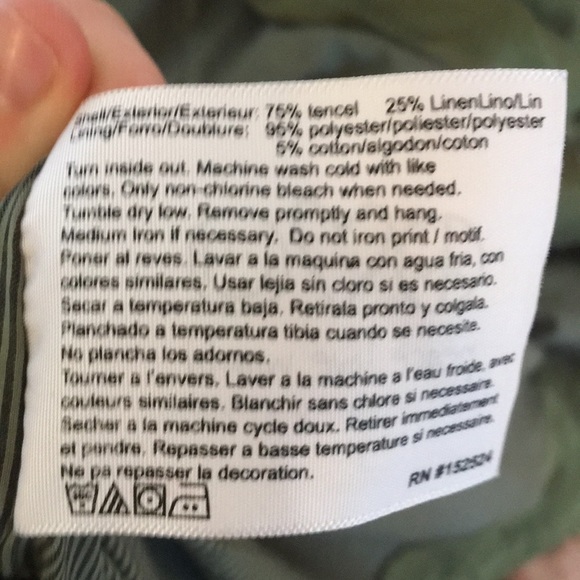 Shell/Exterior/Exterieur: 75% tencel 25% Linen/Lino/Lin
Lining/Forro/Doublure: 95% polyester/poliester/polyester
5% cotton/algodon/coton
Turn inside out. Machine wash cold with like
colors. Only non-chlorine bleach when needed.
Tumble dry low. Remove promptly and hang.
Medium Iron if necessary. Do not iron print / motif.
Poner al reves. Lavar a la maquina con agua fria, con
colores similares, Usar lejia sin cloro si es necesario.
Secar a temperatura baja. Retirala pronto y colgala.
Planchado a temperatura tibia cuando se necesite.
No plancha los adornos.
Tourner a l'envers. Laver a la machine a l'eau froide, avec
couleurs similaires. Blanchir sans chlore si necessaire.
Secher a la machine cycle doux. Retirer immediatement
et pendre. Repasser a basse temperature si necessaire.
Ne pa repasser la decoration.
RN #152524